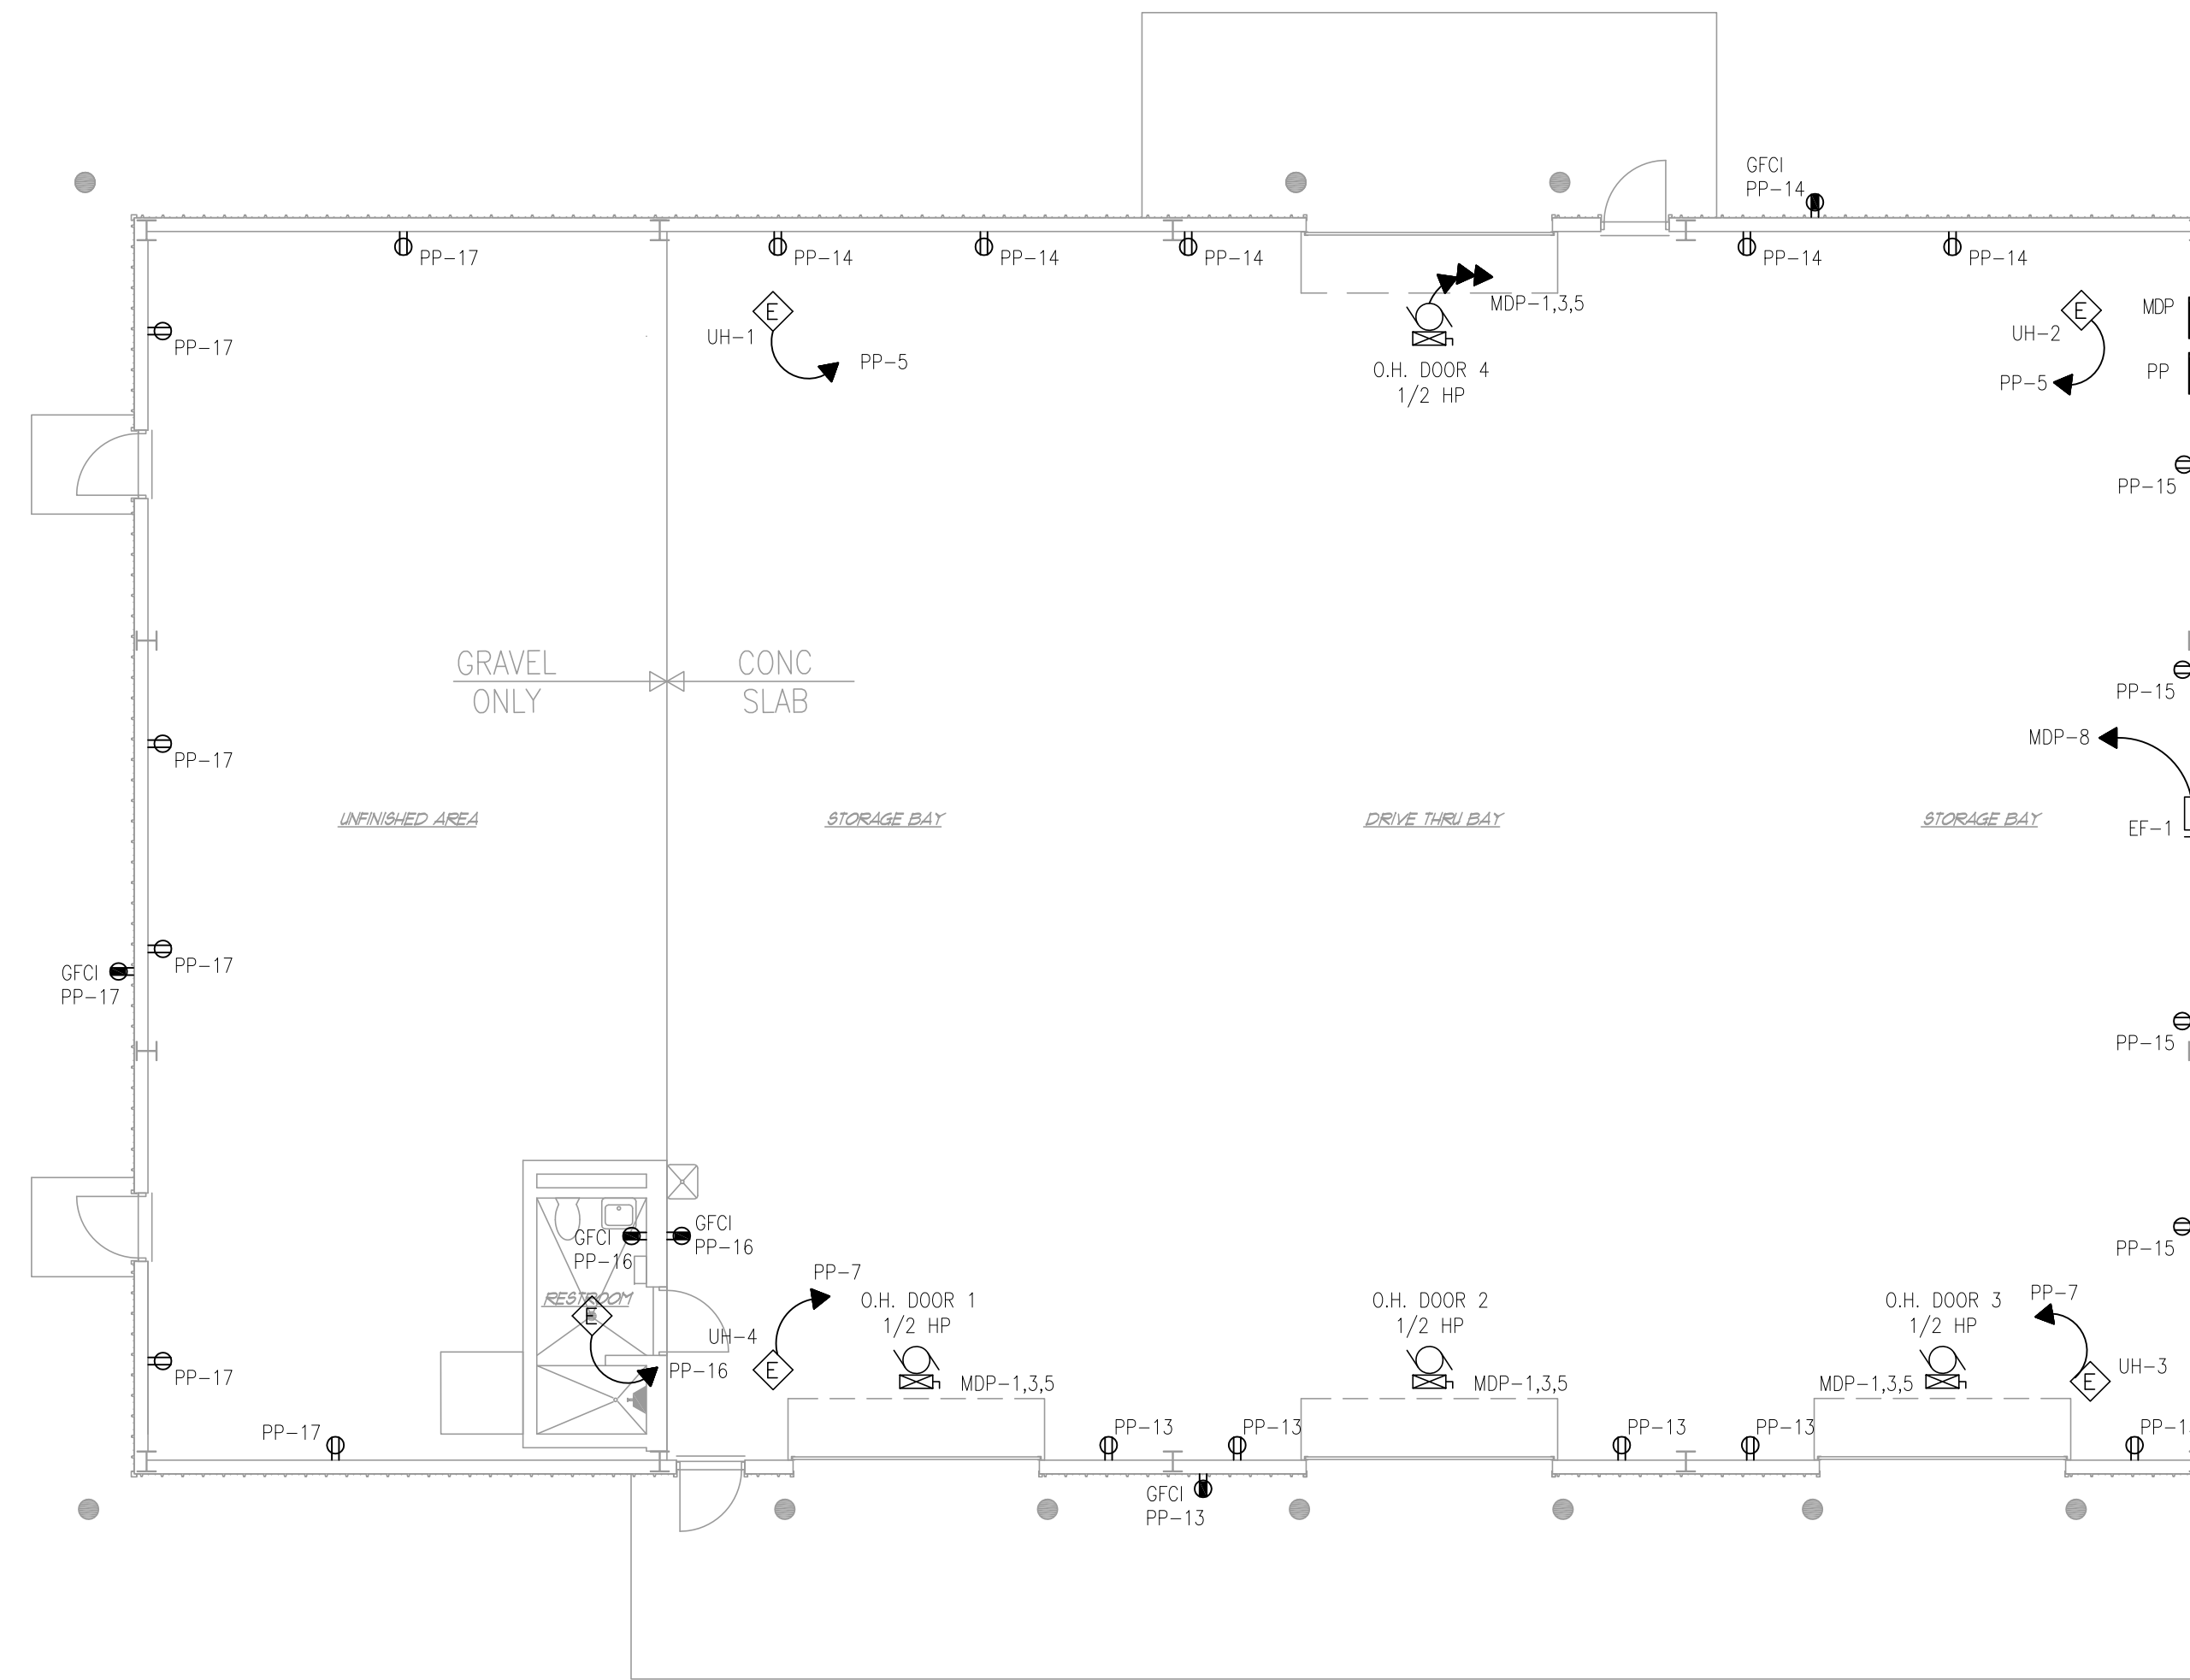 GFCI
PP-14
PP-17
PP-14
PP-14
PP-14
PP-14
PP-14
E
UH-1
PP-5
MDP-1,3,5
O.H. DOOR 4
1/2 HP
E
UH-2
PP-5
MDP
PP
PP-17
PP-15
GRAVEL
ONLY
CONC
SLAB
PP-15
PP-17
MDP-8
UNFINISHED AREA
STORAGE BAY
DRIVE THRU BAY
STORAGE BAY
EF-1
PP-17
GFCI
PP-17
PP-15
GFCI
PP-16
GFCI
PP-16
PP-15
RESTROOM
E
PP-7
UH-4
E
PP-16
O.H. DOOR 1
1/2 HP
MDP-1,3,5
O.H. DOOR 2
1/2 HP
MDP-1,3,5
O.H. DOOR 3
1/2 HP
MDP-1,3,5
PP-7
UH-3
E
PP-17
PP-17
PP-13
PP-13
PP-13
PP-13
GFCI
PP-13